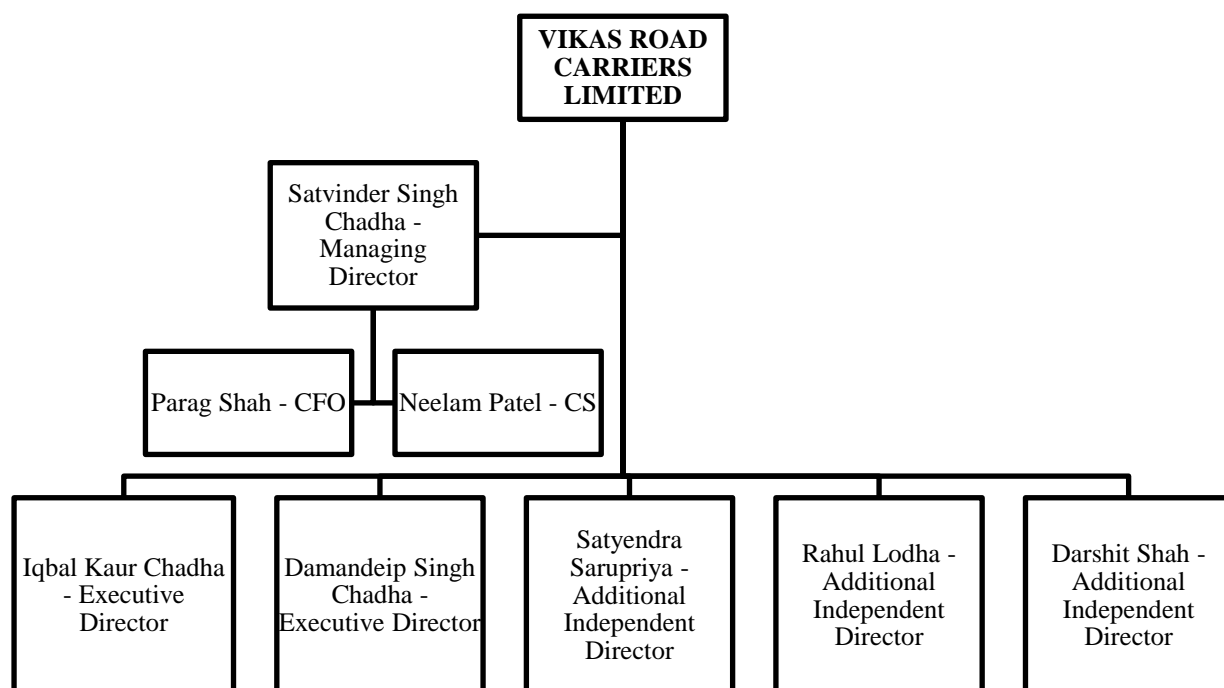 VIKAS ROAD
CARRIERS
LIMITED
Satvinder Singh
Chadha -
Managing
Director
Parag Shah - CFO
Neelam Patel - CS
Iqbal Kaur Chadha
- Executive
Director
Damandeip Singh
Chadha -
Executive Director
Satyendra
Sarupriya -
Additional
Independent
Director
Rahul Lodha -
Additional
Independent
Director
Darshit Shah -
Additional
Independent
Director